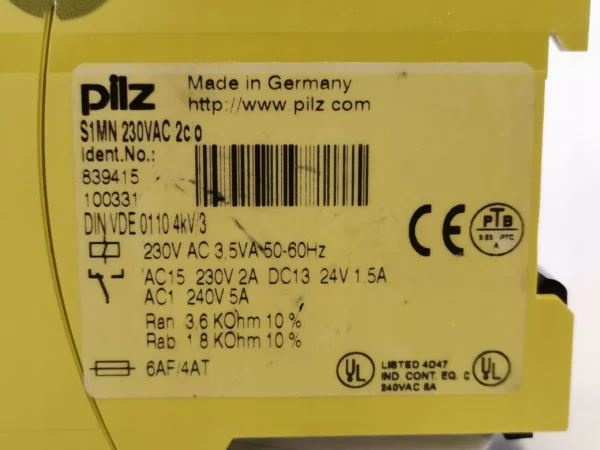 pilz
Made in Germany
http://www.pilz.com
S1MN 230VAC 2c/o
Ident.No.:
839415
100331
DIN VDE 0110 4kV/3
230V AC 3,5VA 50-60Hz
AC15 230V 2A DC13 24V 1.5A
AC1 240V 5A
Ran 3,6 KOhm 10 %
Rab 1,8 KOhm 10 %
6AF/4AT
CE
PTB
A
UL
LISTED 4D47
IND. CONT. EQ.
240VAC
UL